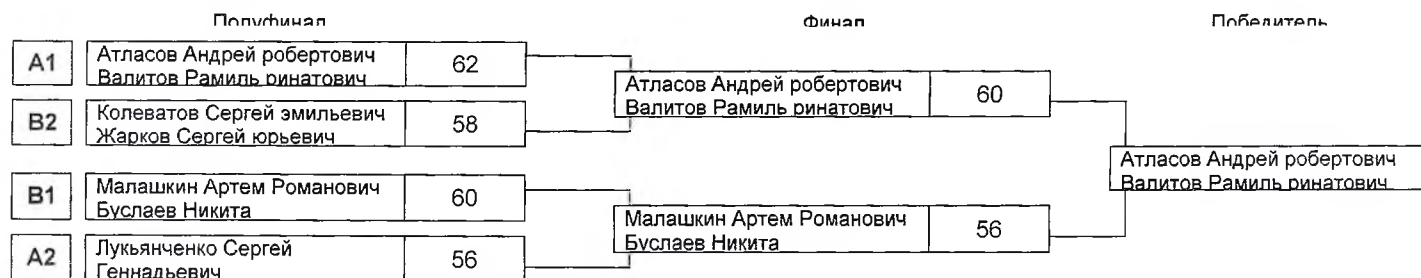 Полуфинал Финал Победитель
A1 Атласов Андрей робертович 62
Валитов Рамиль ринатович
Атласов Андрей робертович 60
Валитов Рамиль ринатович
B2 Колеватов Сергей эмильевич 58
Жарков Сергей юрьевич
Атласов Андрей робертович
Валитов Рамиль ринатович
B1 Малашкин Артем Романович 60
Буслаев Никита
Малашкин Артем Романович 56
Буслаев Никита
A2 Лукьянченко Сергей 56
Геннадьевич